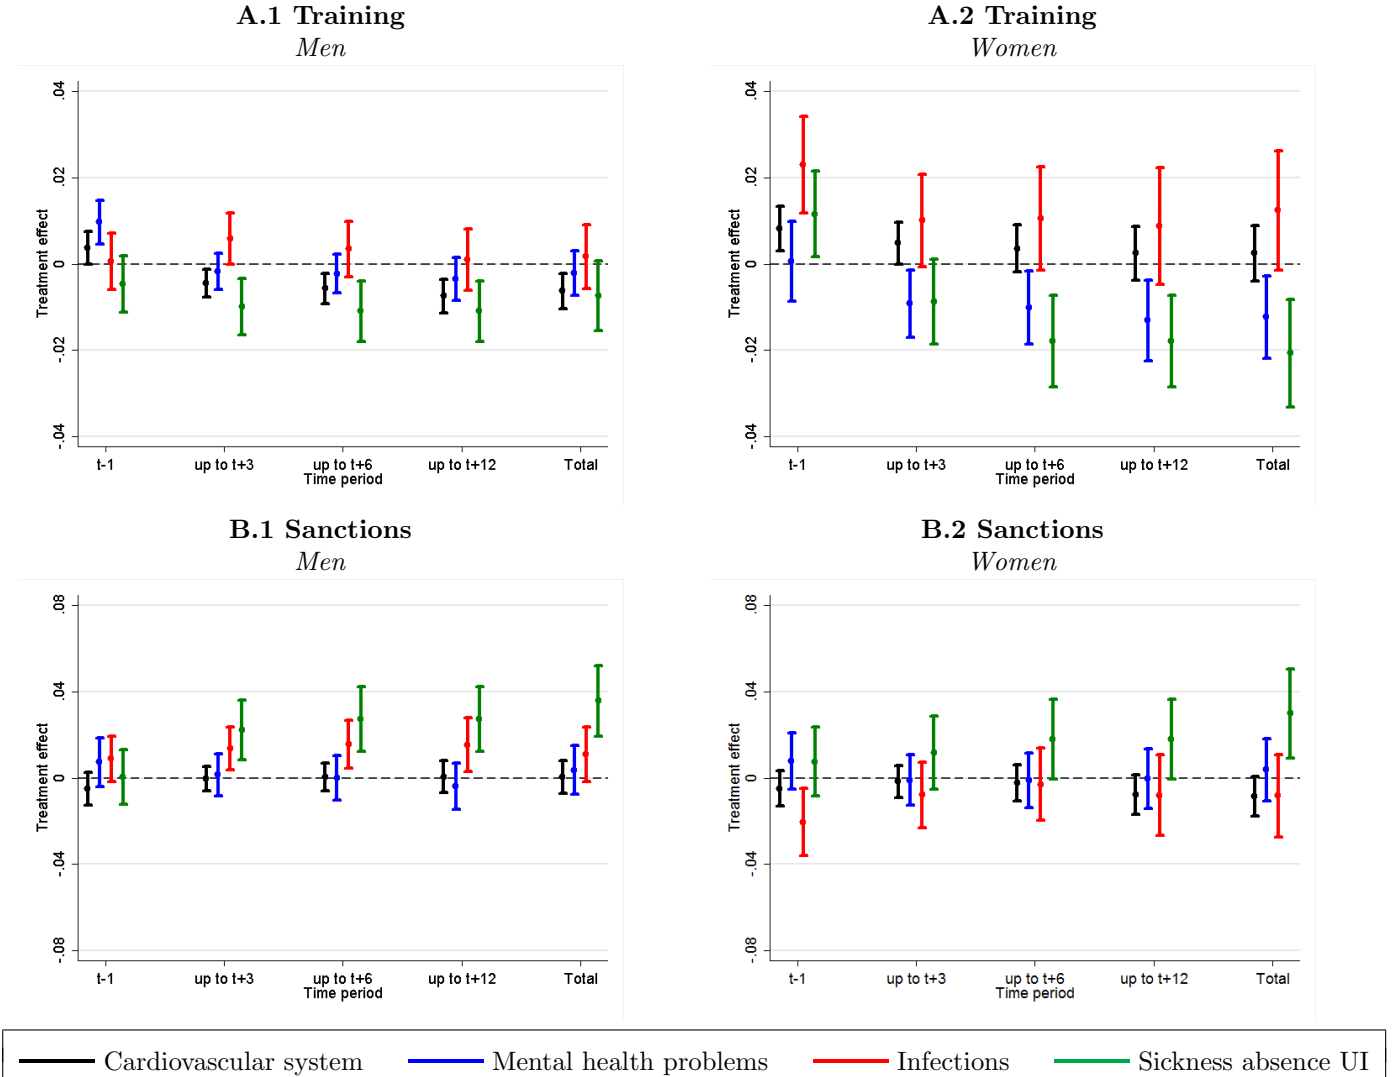 A.1 Training
Men
.04
.02
0
-.02
-.04
Treatment effect
t-1 up to t+3 up to t+6 up to t+12 Total
Time period
A.2 Training
Women
.04
.02
0
-.02
-.04
Treatment effect
t-1 up to t+3 up to t+6 up to t+12 Total
Time period
B.1 Sanctions
Men
.08
.04
0
-.04
-.08
Treatment effect
t-1 up to t+3 up to t+6 up to t+12 Total
Time period
B.2 Sanctions
Women
.08
.04
0
-.04
-.08
Treatment effect
t-1 up to t+3 up to t+6 up to t+12 Total
Time period
Cardiovascular system Mental health problems Infections Sickness absence UI